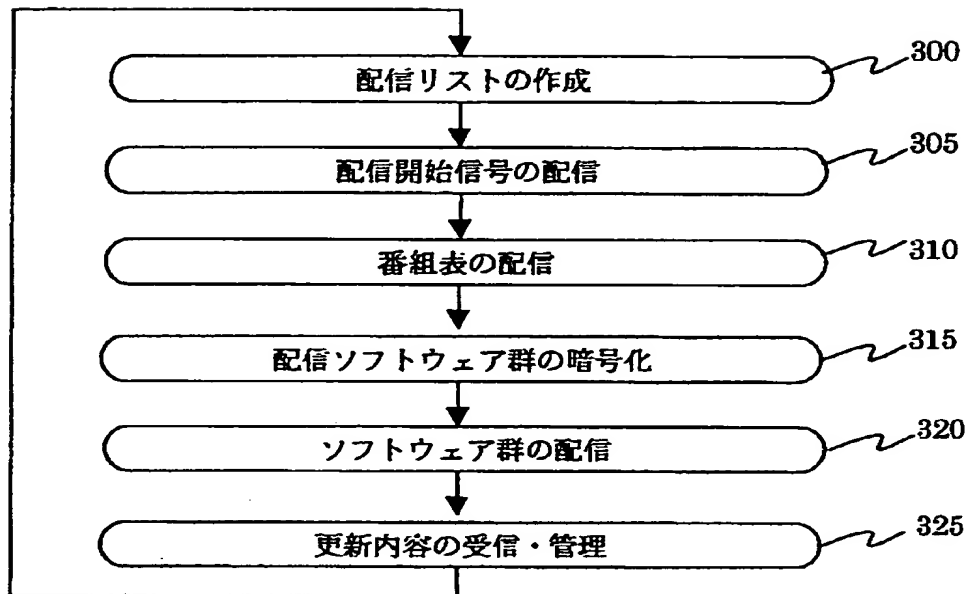 配信リストの作成
300
配信開始信号の配信
305
番組表の配信
310
配信ソフトウェア群の暗号化
315
ソフトウェア群の配信
320
更新内容の受信・管理
325